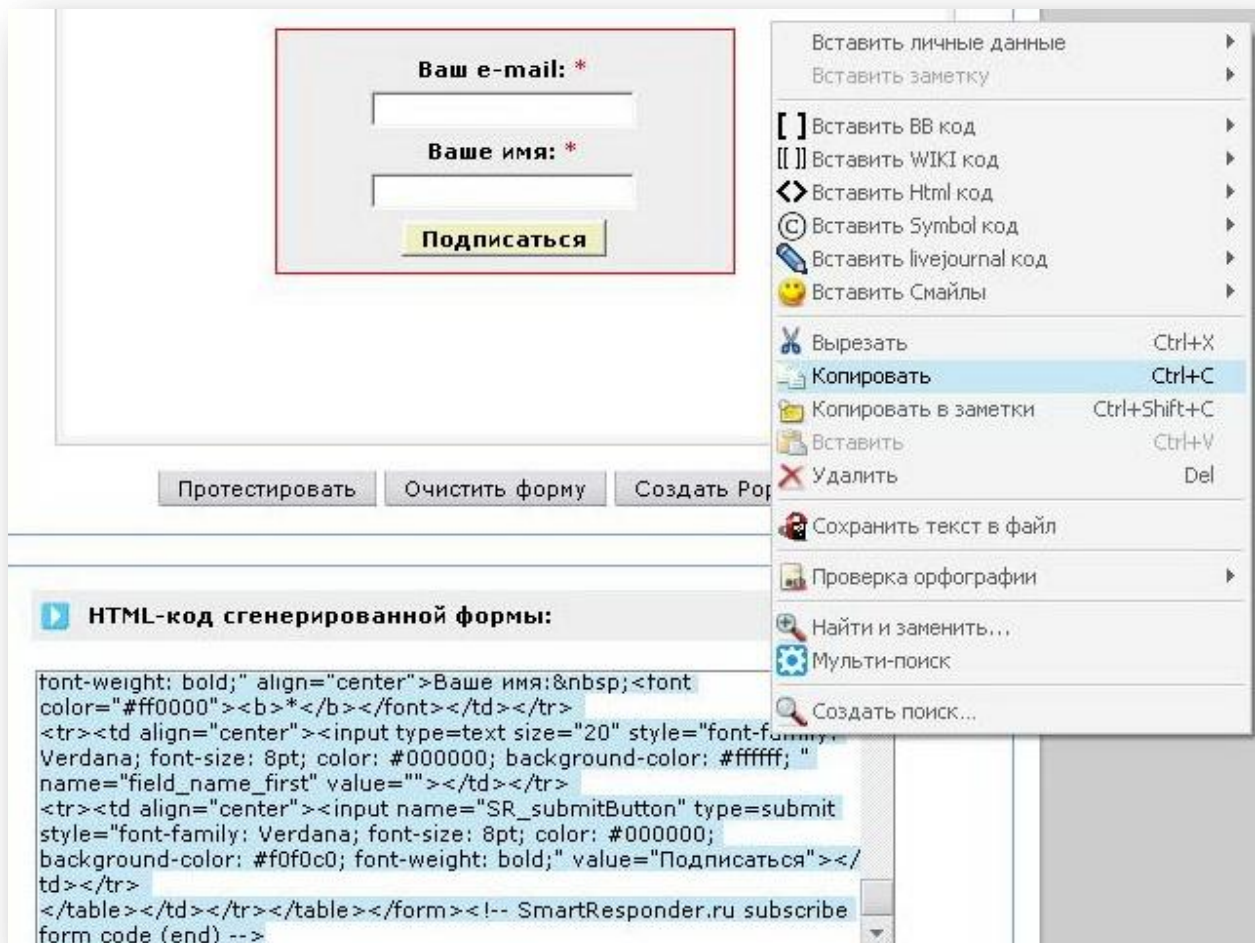 Ваш e-mail: *
Ваше имя: *
Подписаться
Вставить личные данные
Вставить заметку
[ ] Вставить BB код
[[ ]] Вставить WIKI код
<> Вставить Html код
© Вставить Symbol код
Вставить livejournal код
Вставить Смайлы
Вырезать Ctrl+X
Копировать Ctrl+C
Копировать в заметки Ctrl+Shift+C
Вставить Ctrl+V
Удалить Del
Сохранить текст в файл
Проверка орфографии
Найти и заменить...
Мульти-поиск
Создать поиск...
Протестировать Очистить форму Создать Pop
HTML-код сгенерированной формы:
font-weight: bold;" align="center">Ваше имя:&nbsp;<font
color="#ff0000"><b>*</b></font></td></tr>
<tr><td align="center"><input type=text size="20" style="font-family:
Verdana; font-size: 8pt; color: #000000; background-color: #ffffff; "
name="field_name_first" value=""></td></tr>
<tr><td align="center"><input name="SR_submitButton" type=submit
style="font-family: Verdana; font-size: 8pt; color: #000000;
background-color: #f0f0c0; font-weight: bold;" value="Подписаться"></
td></tr>
</table></td></tr></table></form><!-- SmartResponder.ru subscribe
form code (end) -->